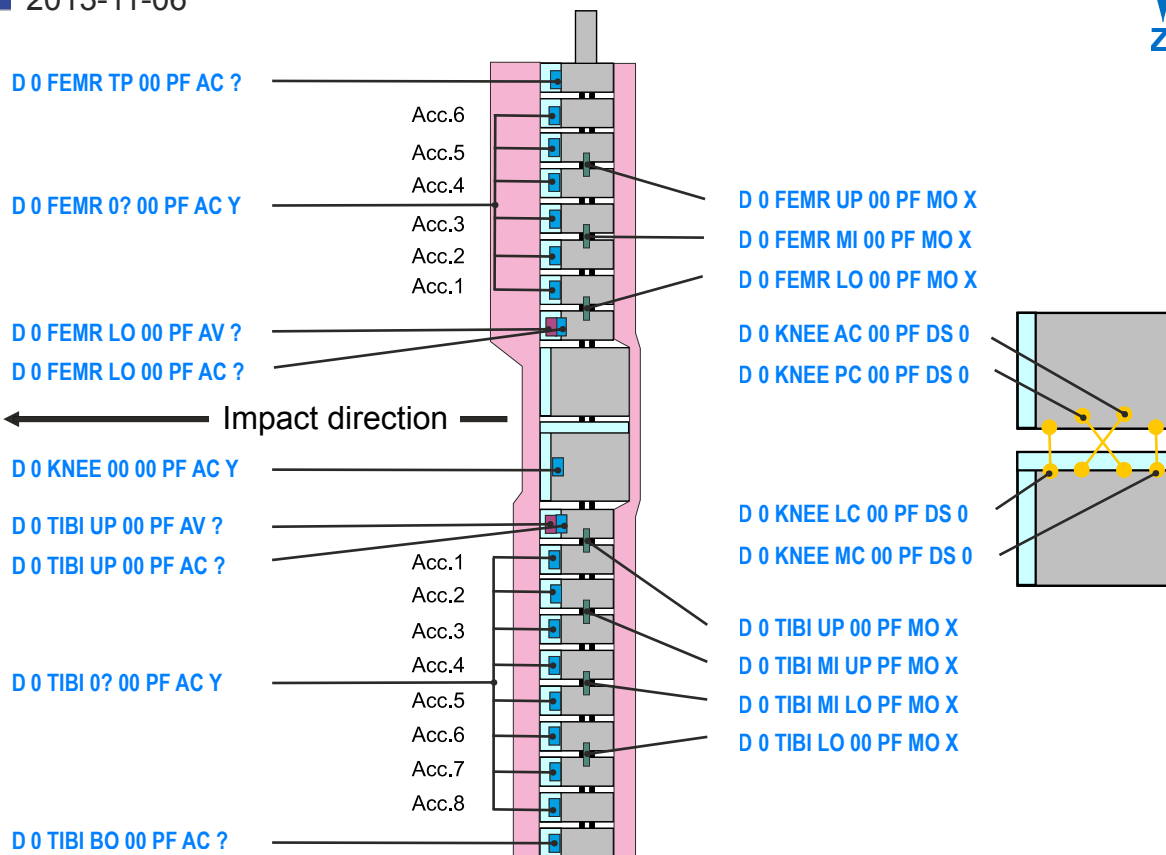 2013-11-06
Z
D 0 FEMR TP 00 PF AC ?
Acc.6
Acc.5
Acc.4
D 0 FEMR 0? 00 PF AC Y
Acc.3
Acc.2
Acc.1
D 0 FEMR UP 00 PF MO X
D 0 FEMR MI 00 PF MO X
D 0 FEMR LO 00 PF MO X
D 0 FEMR LO 00 PF AV ?
D 0 FEMR LO 00 PF AC ?
D 0 KNEE AC 00 PF DS 0
D 0 KNEE PC 00 PF DS 0
Impact direction
D 0 KNEE 00 00 PF AC Y
D 0 KNEE LC 00 PF DS 0
D 0 KNEE MC 00 PF DS 0
D 0 TIBI UP 00 PF AV ?
D 0 TIBI UP 00 PF AC ?
Acc.1
Acc.2
Acc.3
Acc.4
D 0 TIBI 0? 00 PF AC Y
Acc.5
Acc.6
Acc.7
Acc.8
D 0 TIBI UP 00 PF MO X
D 0 TIBI MI UP PF MO X
D 0 TIBI MI LO PF MO X
D 0 TIBI LO 00 PF MO X
D 0 TIBI BO 00 PF AC ?